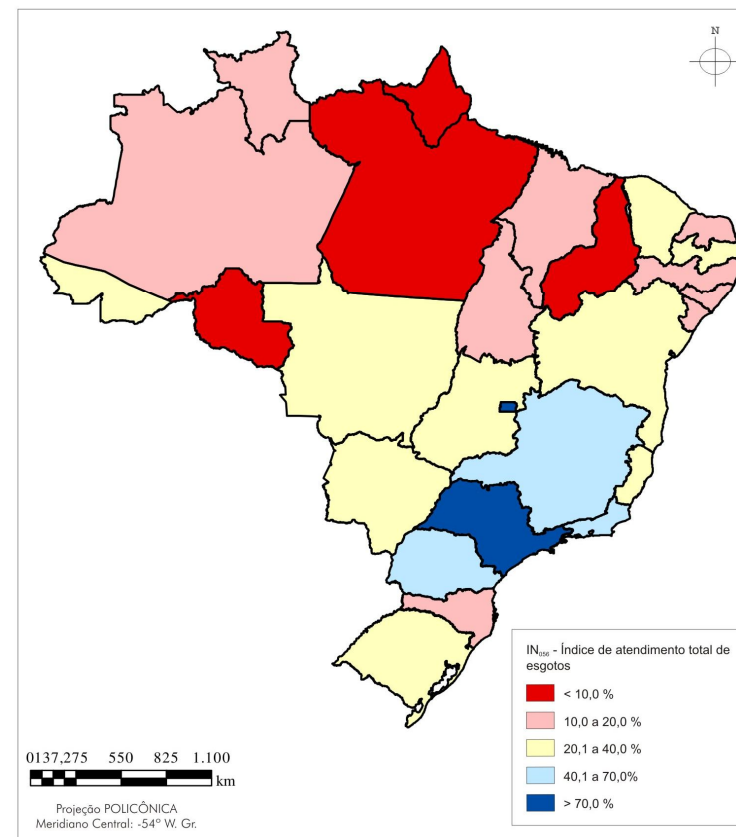 N
IN056 - Índice de atendimento total de
esgotos
< 10,0 %
10,0 a 20,0 %
20,1 a 40,0 %
40,1 a 70,0%
> 70,0 %
0137,275 550 825 1.100
km
Projeção POLICÔNICA
Meridiano Central: -54º W. Gr.